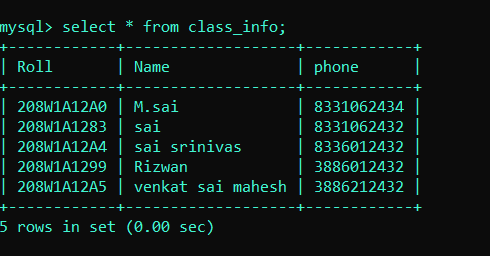 mysql> select * from class_info;
+------------+-------------------+------------+
| Roll       | Name              | phone      |
+------------+-------------------+------------+
| 208W1A12A0 | M.sai             | 8331062434 |
| 208W1A1283 | sai               | 8331062432 |
| 208W1A12A4 | sai srinivas      | 8336012432 |
| 208W1A1299 | Rizwan            | 3886012432 |
| 208W1A12A5 | venkat sai mahesh | 3886212432 |
+------------+-------------------+------------+
5 rows in set (0.00 sec)